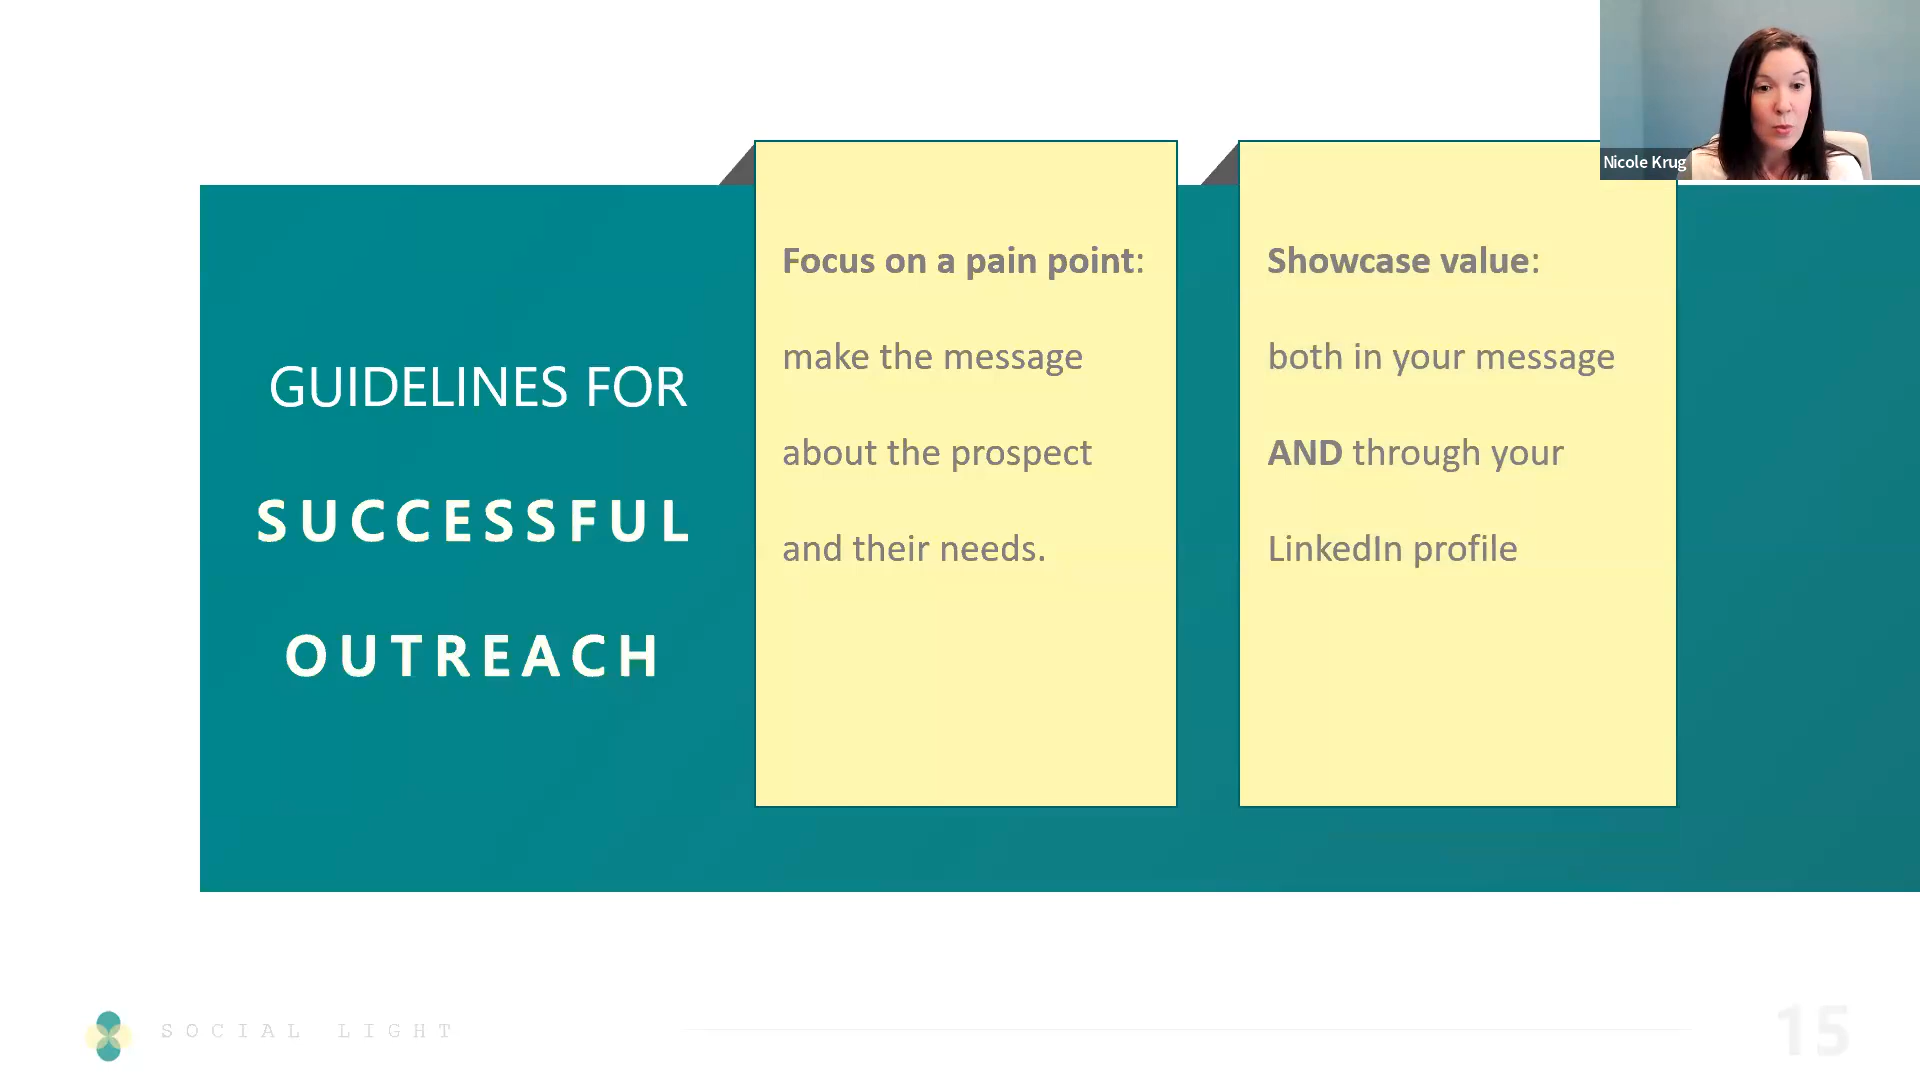 Nicole Krug
GUIDELINES FOR
SUCCESSFUL
OUTREACH
Focus on a pain point:
make the message
about the prospect
and their needs.
Showcase value:
both in your message
AND through your
LinkedIn profile
SOCIAL LIGHT
15